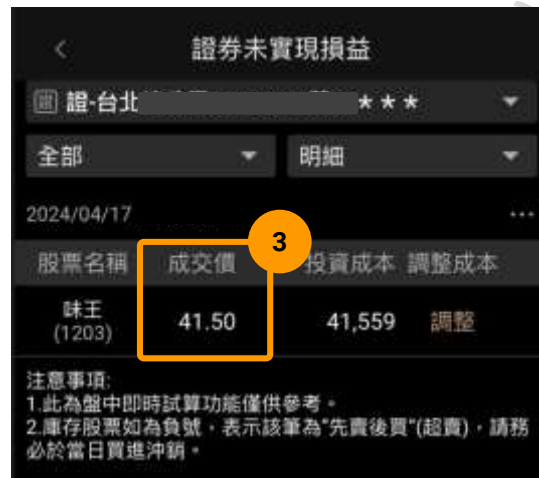 證券未實現損益
證-台北 ***
全部 明細
2024/04/17
3
股票名稱 成交價 投資成本 調整成本
味王 41.50 41,559 調整
(1203)
注意事項:
1.此為盤中即時試算功能僅供參考。
2.庫存股票如為負號，表示該筆為"先賣後買"(超賣)，請務
必於當日買進沖銷。